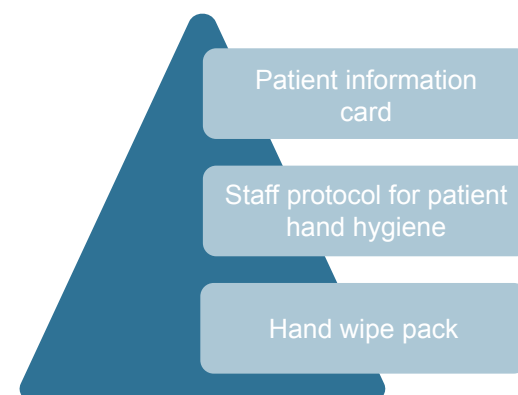 Patient information
card
Staff protocol for patient
hand hygiene
Hand wipe pack